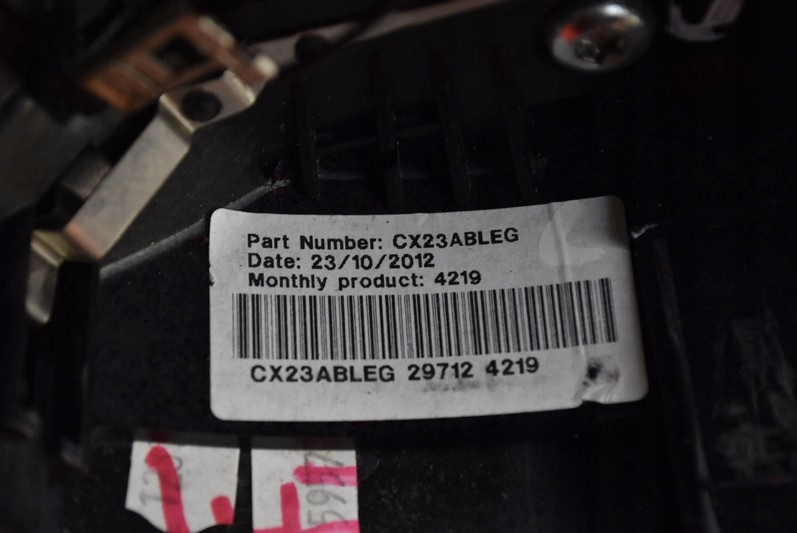 Part Number: CX23ABLEG
Date: 23/10/2012
Monthly product: 4219
CX23ABLEG 29712 4219